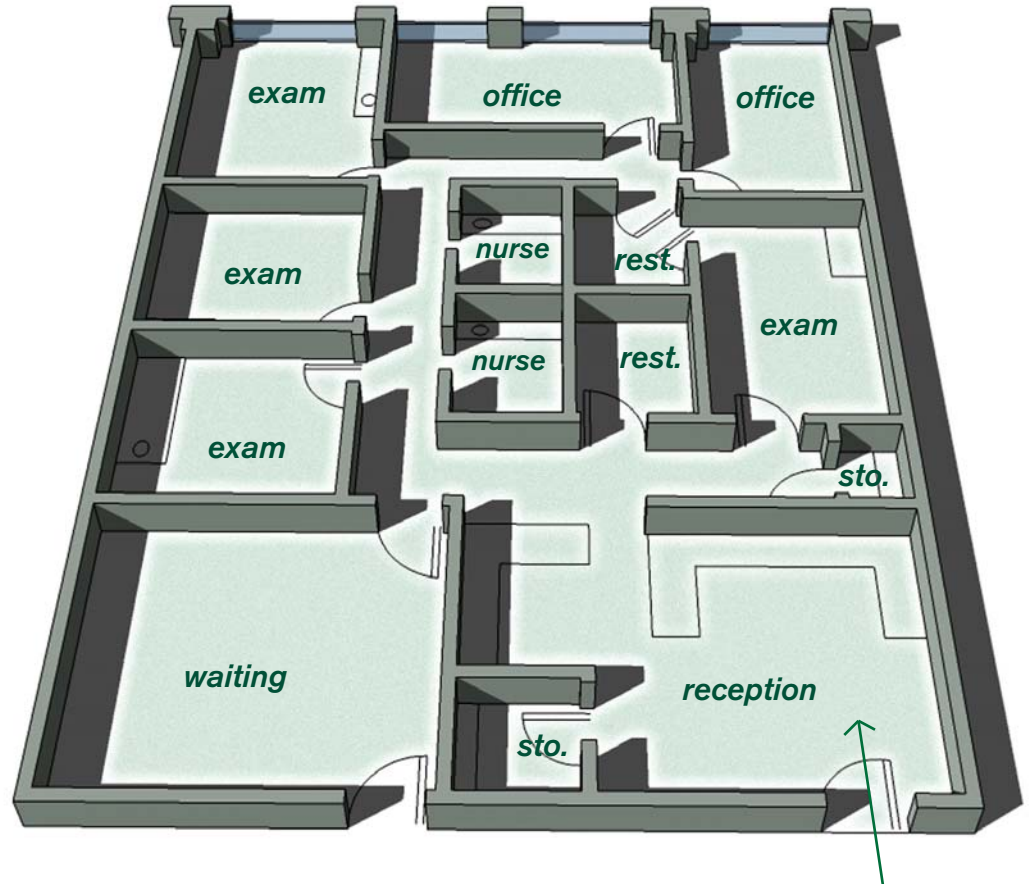 exam
office
office
exam
nurse
rest.
exam
nurse
rest.
exam
sto.
waiting
reception
sto.